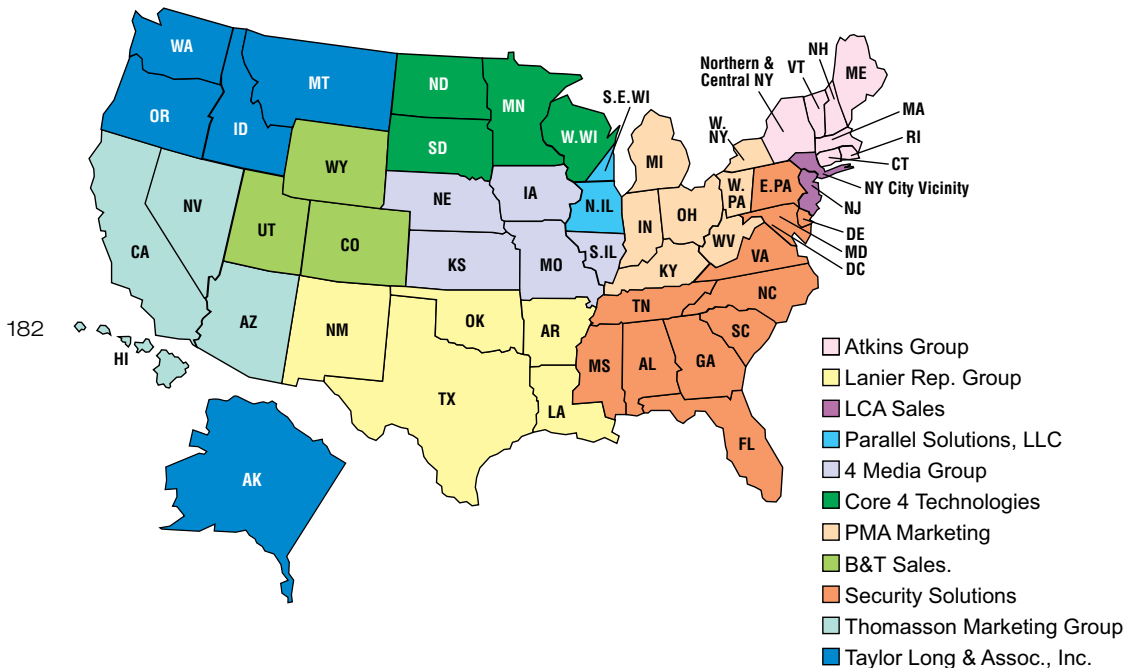 WA
MT
ND
MN
S.E.WI
Northern &
Central NY
NH
VT
ME
OR
ID
SD
W.WI
W.
NY
MA
RI
CT
WY
MI
NY City Vicinity
NV
NE
IA
N.IL
IN
OH
W.
PA
E.PA
NJ
UT
CO
DE
MD
DC
CA
KS
MO
S.IL
WV
VA
KY
182
HI
AZ
NM
OK
AR
TN
NC
SC
MS
AL
GA
TX
LA
FL
AK
Atkins Group
Lanier Rep. Group
LCA Sales
Parallel Solutions, LLC
4 Media Group
Core 4 Technologies
PMA Marketing
B&T Sales.
Security Solutions
Thomasson Marketing Group
Taylor Long & Assoc., Inc.